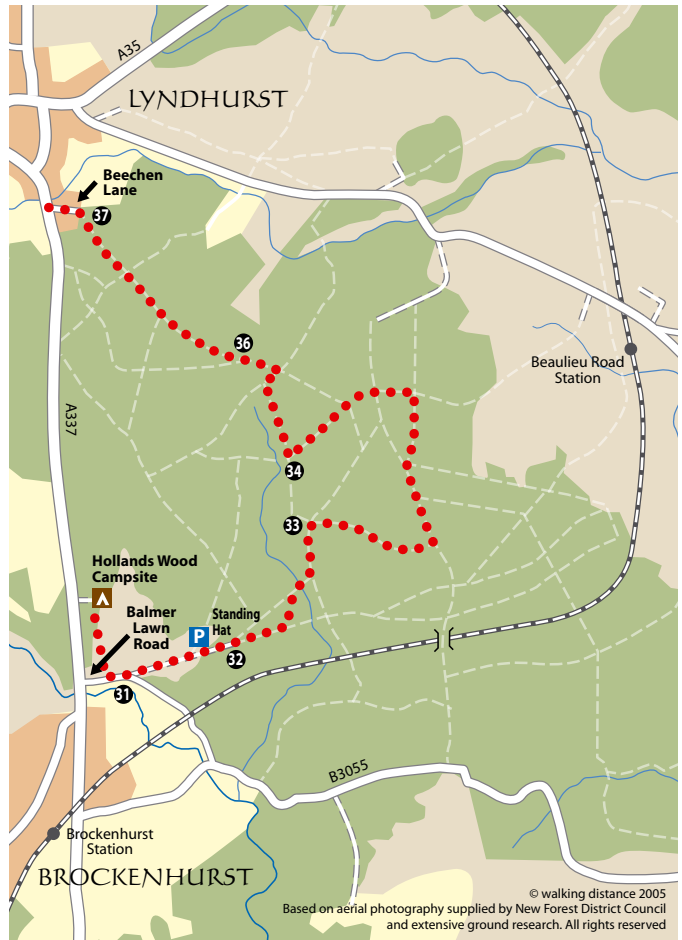 A35
LYNDHURST
Beechen
Lane
37
36
Beaulieu Road
Station
A337
34
33
Hollands Wood
Campsite
Balmer
Lawn
Road
Standing
Hat
P
32
31
B3055
Brockenhurst
Station
BROCKENHURST
© walking distance 2005
Based on aerial photography supplied by New Forest District Council
and extensive ground research. All rights reserved